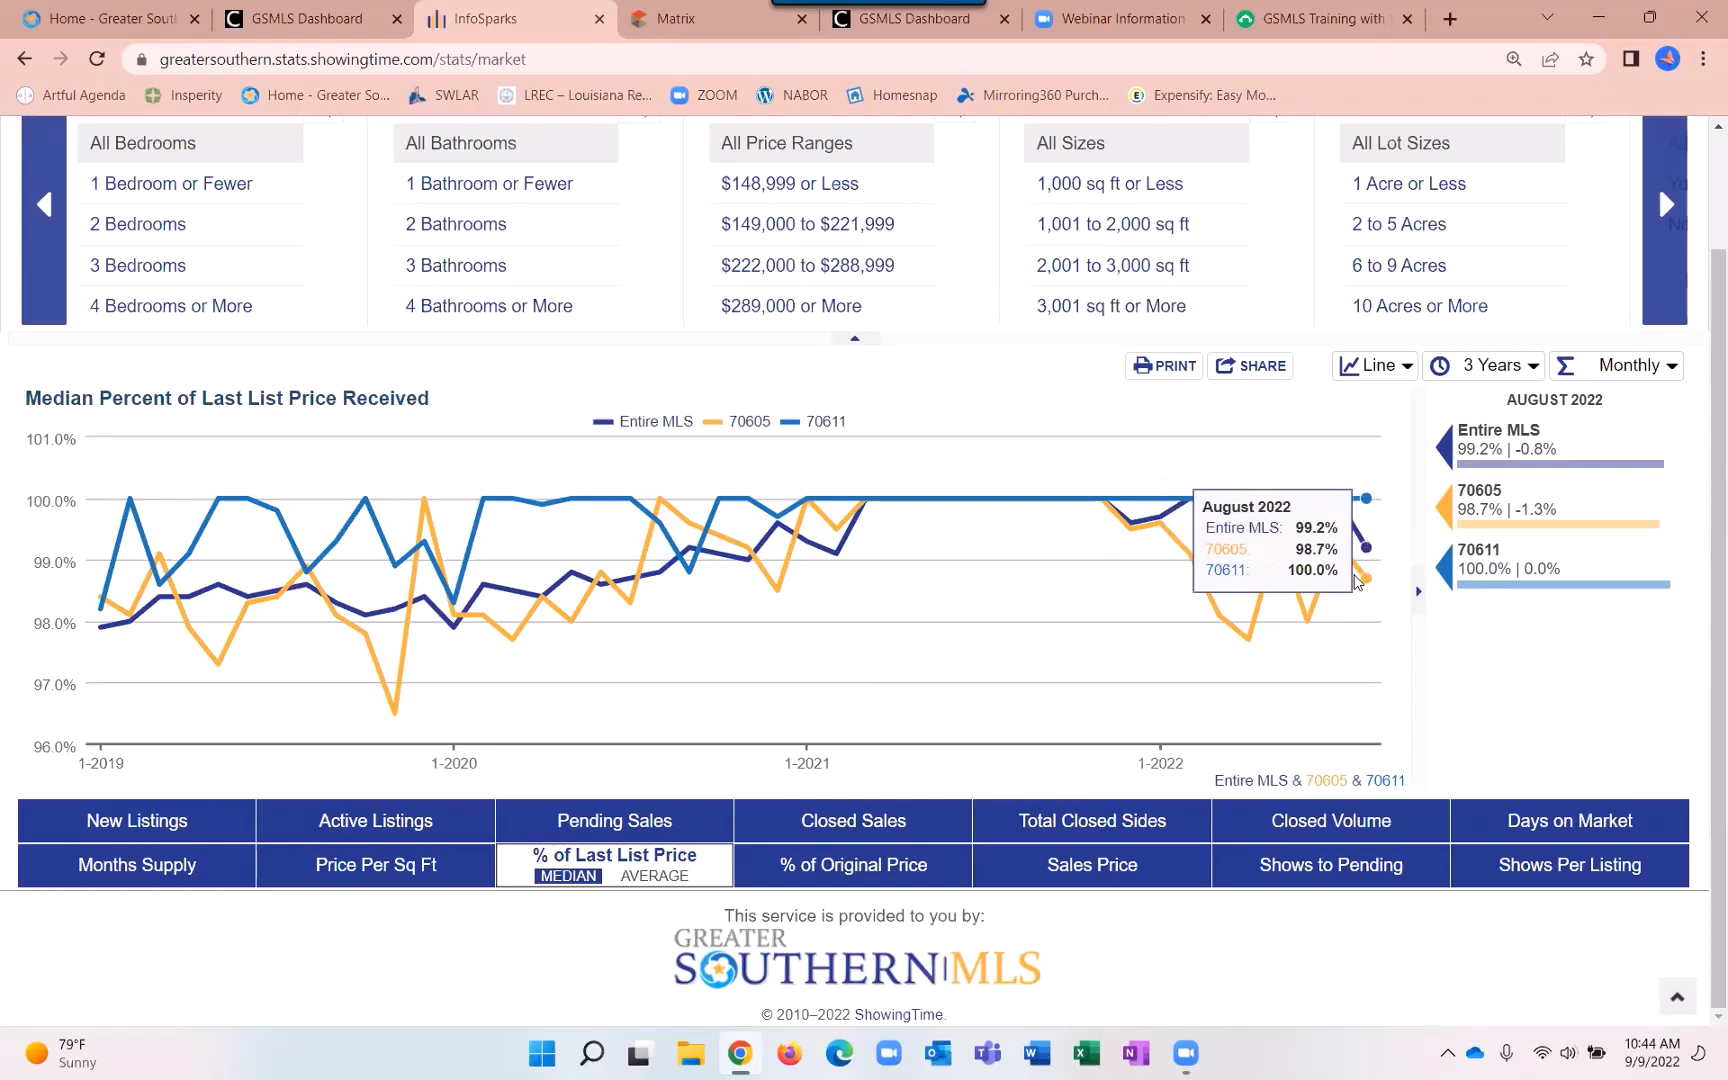 Home - Greater Sout
GSMLS Dashboard
InfoSparks
Matrix
GSMLS Dashboard
Webinar Information
GSMLS Training with
greatersouthern.stats.showingtime.com/stats/market
Artful Agenda
Insperity
Home - Greater So...
SWLAR
LREC – Louisiana Re...
ZOOM
NABOR
Homesnap
Mirroring360 Purch...
Expensify: Easy Mo...
All Bedrooms
1 Bedroom or Fewer
2 Bedrooms
3 Bedrooms
4 Bedrooms or More
All Bathrooms
1 Bathroom or Fewer
2 Bathrooms
3 Bathrooms
4 Bathrooms or More
All Price Ranges
$148,999 or Less
$149,000 to $221,999
$222,000 to $288,999
$289,000 or More
All Sizes
1,000 sq ft or Less
1,001 to 2,000 sq ft
2,001 to 3,000 sq ft
3,001 sq ft or More
All Lot Sizes
1 Acre or Less
2 to 5 Acres
6 to 9 Acres
10 Acres or More
PRINT
SHARE
Line
3 Years
Monthly
Median Percent of Last List Price Received
Entire MLS 70605 70611
101.0%
100.0%
99.0%
98.0%
97.0%
96.0%
1-2019 1-2020 1-2021 1-2022
August 2022
Entire MLS: 99.2%
70605: 98.7%
70611: 100.0%
Entire MLS & 70605 & 70611
AUGUST 2022
Entire MLS
99.2% | -0.8%
70605
98.7% | -1.3%
70611
100.0% | 0.0%
New Listings
Active Listings
Pending Sales
Closed Sales
Total Closed Sides
Closed Volume
Days on Market
Months Supply
Price Per Sq Ft
% of Last List Price
MEDIAN AVERAGE
% of Original Price
Sales Price
Shows to Pending
Shows Per Listing
This service is provided to you by:
GREATER
SOUTHERN|MLS
© 2010–2022 ShowingTime.
79°F
Sunny
10:44 AM
9/9/2022